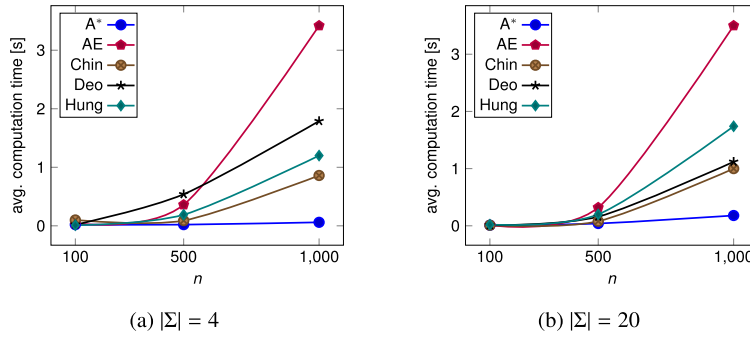 avg. computation time [s]
A*
AE
Chin
Deo
Hung
3
2
1
0
100
500
1,000
n
(a) |Σ| = 4
avg. computation time [s]
A*
AE
Chin
Deo
Hung
3
2
1
0
100
500
1,000
n
(b) |Σ| = 20